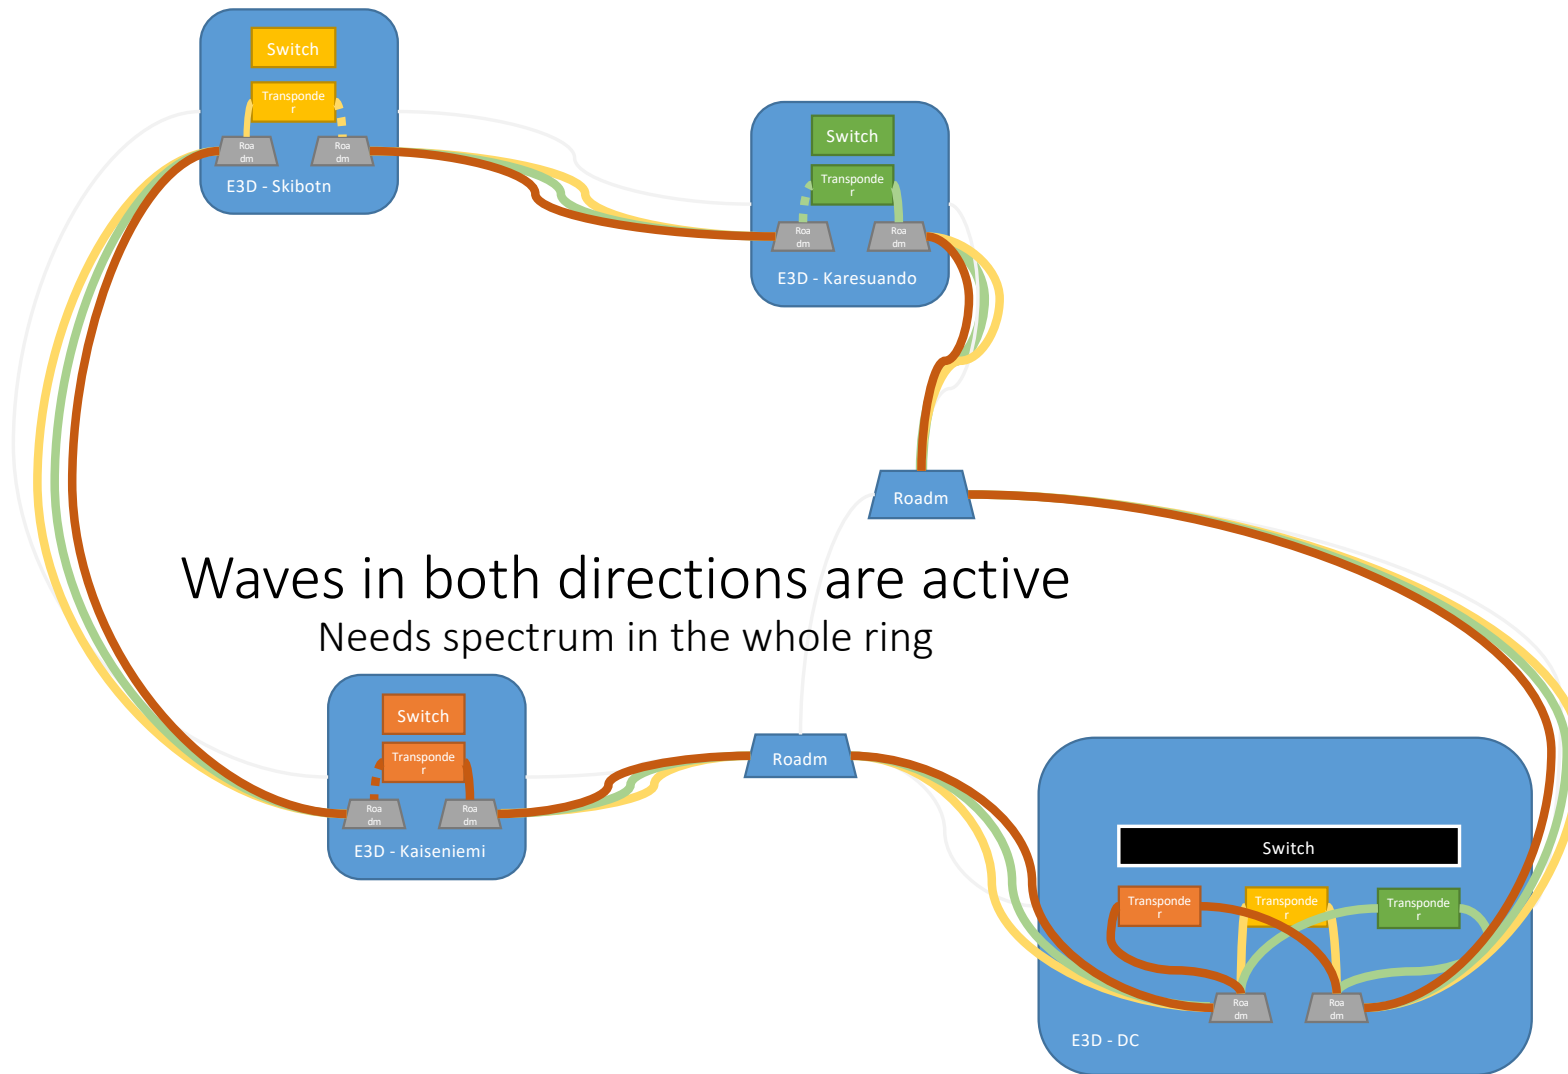 Switch
Transponde
r
Roa
dm
Roa
dm
E3D - Skibotn
Switch
Transponde
r
Roa
dm
Roa
dm
E3D - Karesuando
Roadm
Waves in both directions are active
Needs spectrum in the whole ring
Switch
Transponde
r
Roa
dm
Roa
dm
E3D - Kaiseniemi
Roadm
Switch
Transponde
r
Transponde
r
Transponde
r
Roa
dm
Roa
dm
E3D - DC